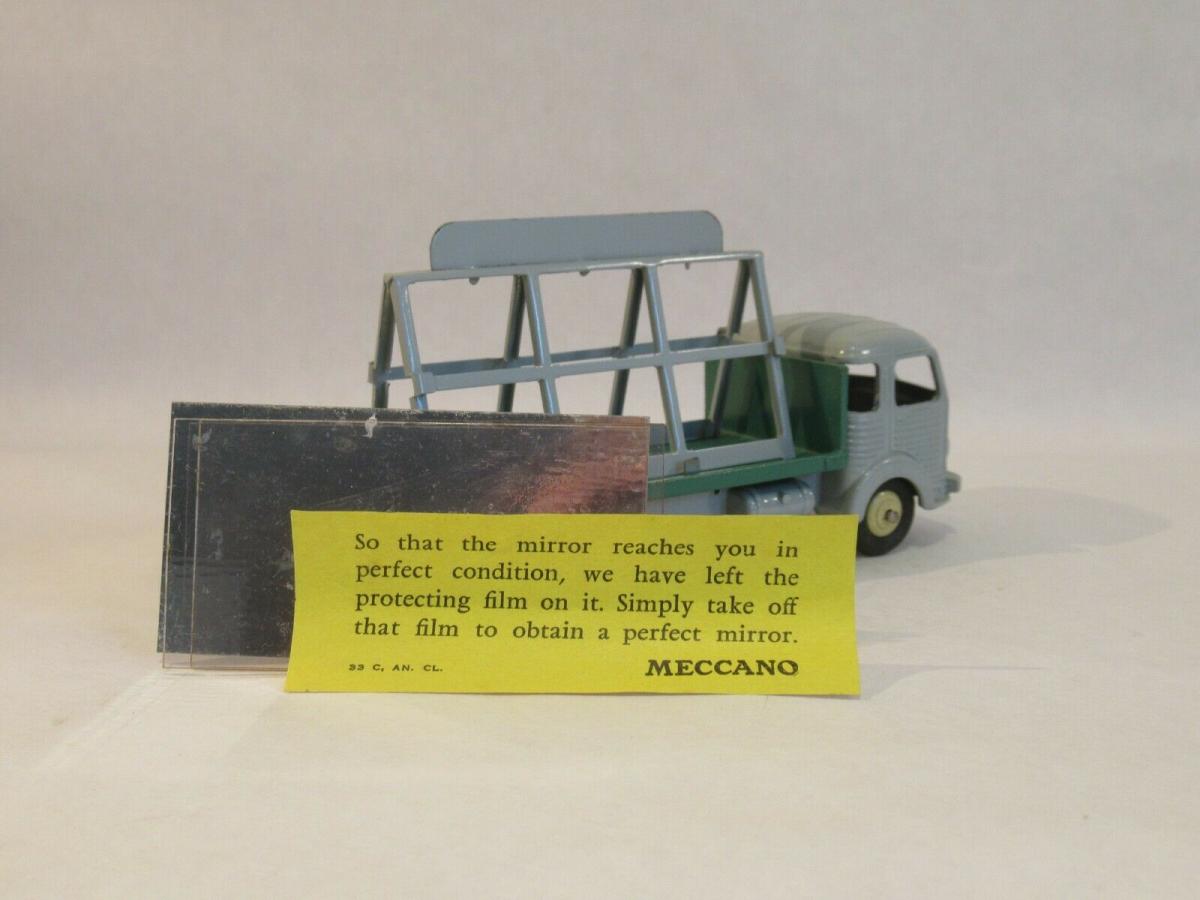 So that the mirror reaches you in
perfect condition, we have left the
protecting film on it. Simply take off
that film to obtain a perfect mirror.
33 C, AN. CL. MECCANO